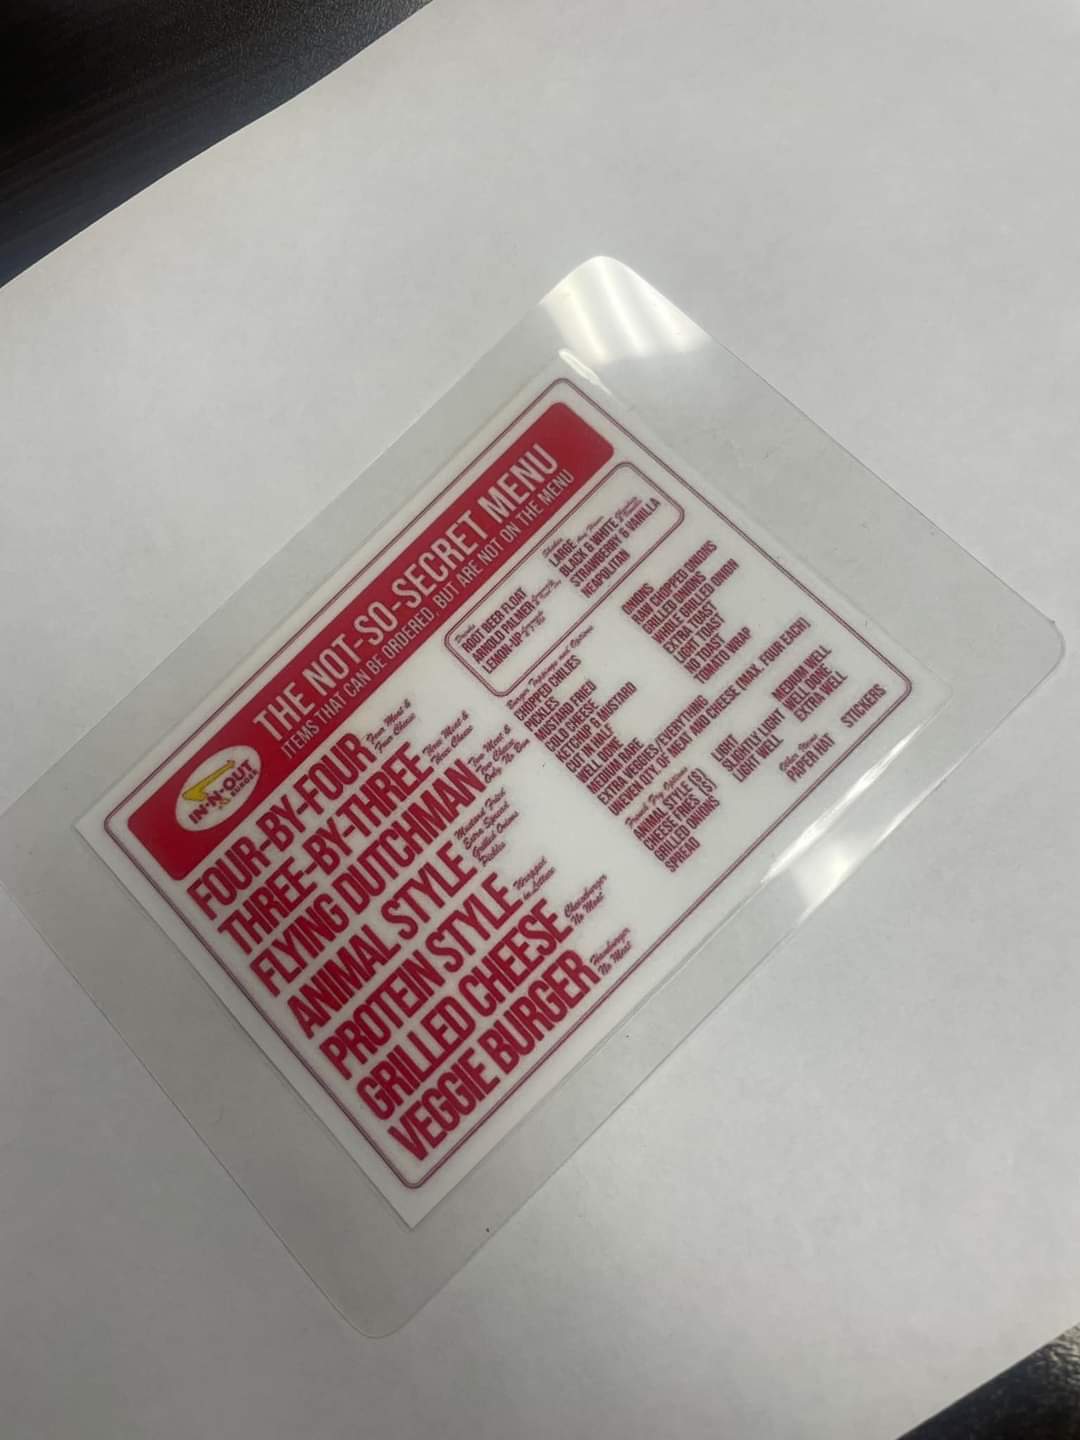 IN-N-OUT
BURGER
THE NOT-SO-SECRET MENU
ITEMS THAT CAN BE ORDERED, BUT ARE NOT ON THE MENU
FOUR-BY-FOUR Four Meat &
Four Cheese
THREE-BY-THREE Three Meat &
Three Cheese
FLYING DUTCHMAN Two Meat &
Two Cheese
Only No Bun
ANIMAL STYLE Mustard Fried
Extra Spread
Grilled Onions
Pickles
PROTEIN STYLE Wrapped
in Lettuce
GRILLED CHEESE Cheeseburger
No Meat
VEGGIE BURGER Hamburger
No Meat
Drinks
ROOT BEER FLOAT
ARNOLD PALMER
LEMON-UP
Shakes
LARGE
BLACK & WHITE
STRAWBERRY & VANILLA
NEAPOLITAN
Burger Toppings and Options
CHOPPED CHILIES
PICKLES
MUSTARD FRIED
COLD CHEESE
KETCHUP & MUSTARD
CUT IN HALF
WELL DONE
MEDIUM RARE
EXTRA VEGGIES/EVERYTHING
UNEVEN QTY OF MEAT AND CHEESE (MAX. FOUR EACH)
ONIONS
RAW CHOPPED ONIONS
GRILLED ONIONS
WHOLE GRILLED ONION
EXTRA TOAST
LIGHT TOAST
NO TOAST
TOMATO WRAP
French Fry Options
ANIMAL STYLE ($)
CHEESE FRIES ($)
GRILLED ONIONS
SPREAD
LIGHT
SLIGHTLY LIGHT
LIGHT WELL
MEDIUM WELL
WELL DONE
EXTRA WELL
Other Items
PAPER HAT
STICKERS